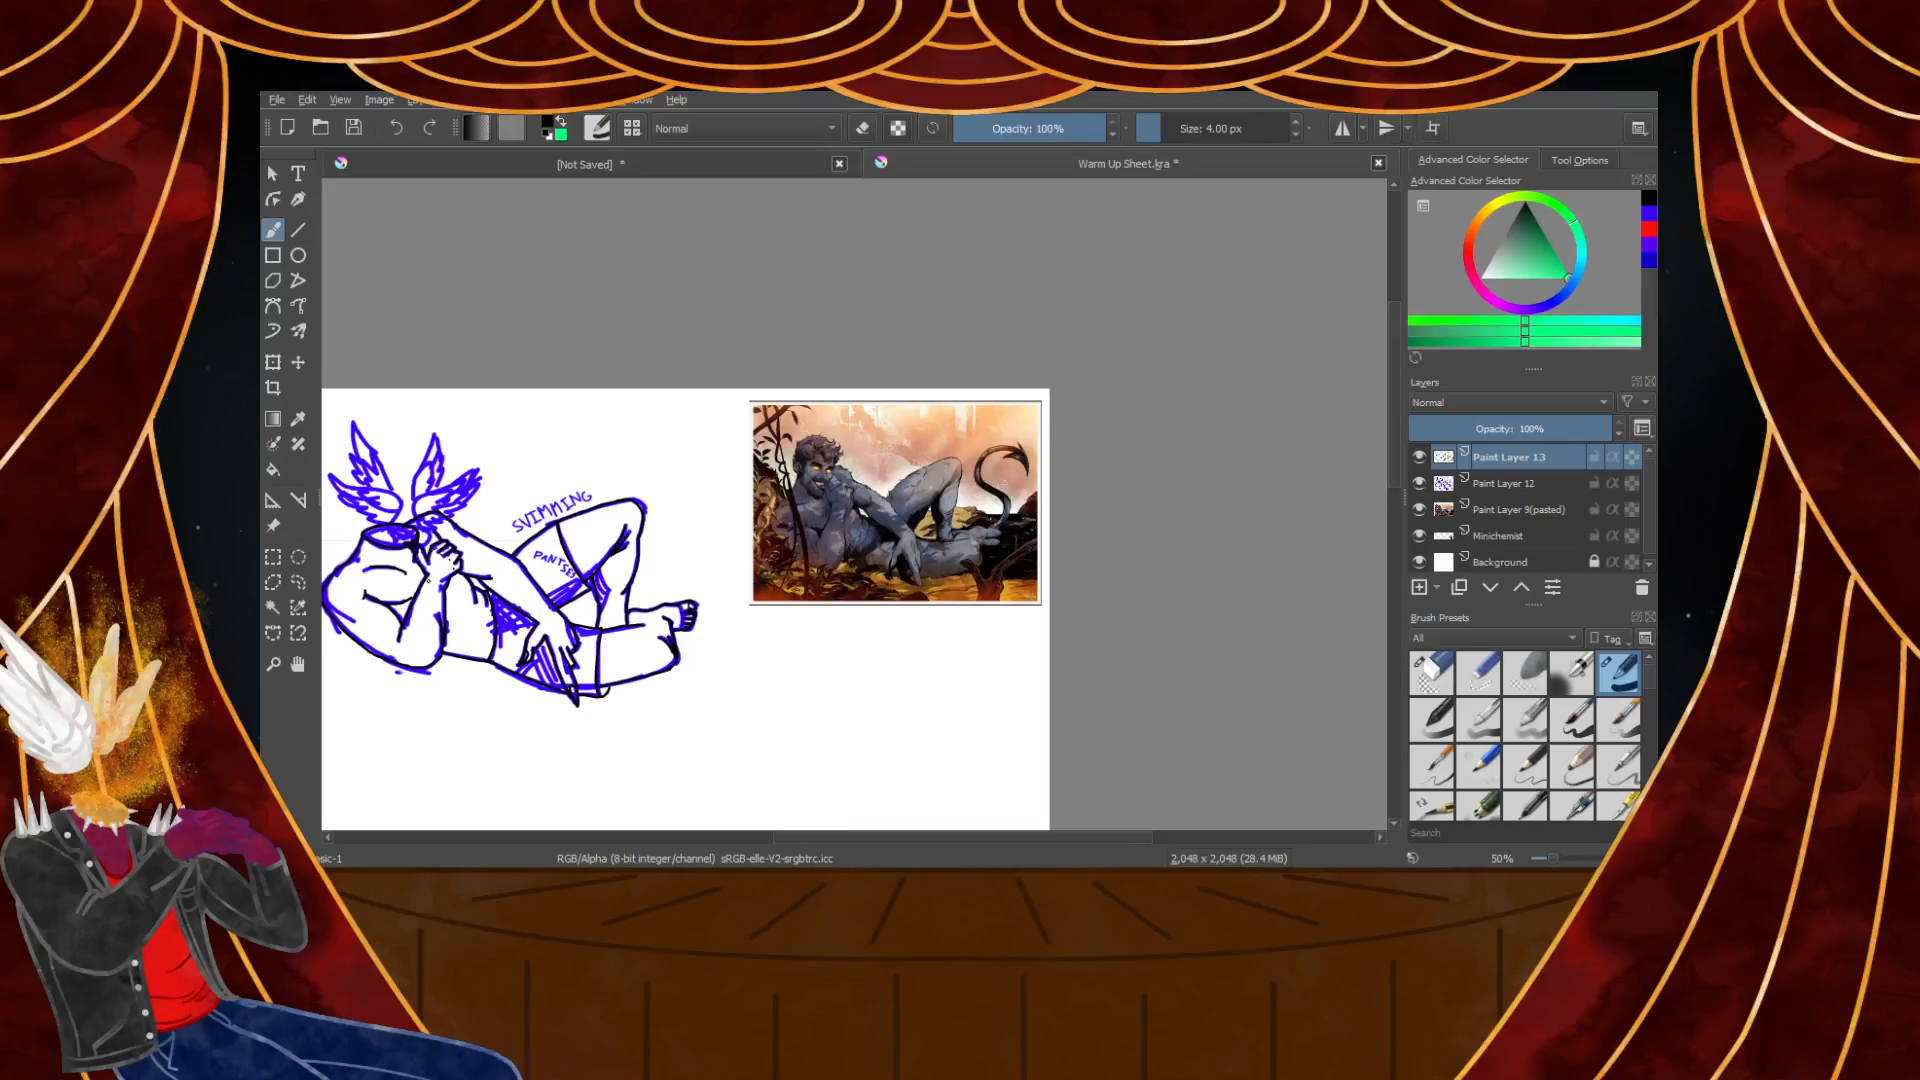 File Edit View Image
Help
Normal
Opacity: 100%
Size: 4.00 px
[Not Saved] *
Warm Up Sheet.kra *
Advanced Color Selector
Tool Options
Advanced Color Selector
Layers
Normal
Opacity: 100%
Paint Layer 13
Paint Layer 12
Paint Layer 9(pasted)
Minichemist
Background
Brush Presets
All
Tag
SVIMMING
PANTSES
Search
RGB/Alpha (8-bit integer/channel) sRGB-elle-V2-srgbtrc.icc
2,048 x 2,048 (28.4 MiB)
50%